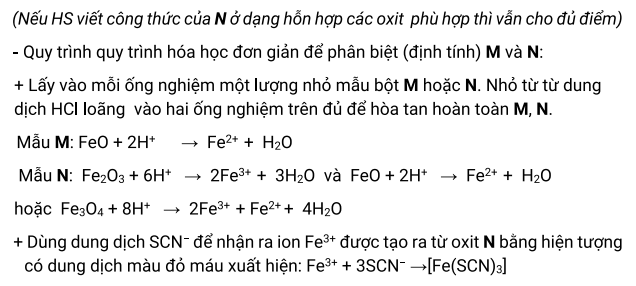 (Nếu HS viết công thức của N ở dạng hỗn hợp các oxit phù hợp thì vẫn cho đủ điểm)
- Quy trình quy trình hóa học đơn giản để phân biệt (định tính) M và N:
+ Lấy vào mỗi ống nghiệm một lượng nhỏ mẫu bột M hoặc N. Nhỏ từ từ dung
dịch HCl loãng vào hai ống nghiệm trên đủ để hòa tan hoàn toàn M, N.
Mẫu M: FeO + 2H⁺ → Fe²⁺ + H₂O
Mẫu N: Fe₂O₃ + 6H⁺ → 2Fe³⁺ + 3H₂O và FeO + 2H⁺ → Fe²⁺ + H₂O
hoặc Fe₃O₄ + 8H⁺ → 2Fe³⁺ + Fe²⁺ + 4H₂O
+ Dùng dung dịch SCN⁻ để nhận ra ion Fe³⁺ được tạo ra từ oxit N bằng hiện tượng
có dung dịch màu đỏ máu xuất hiện: Fe³⁺ + 3SCN⁻ →[Fe(SCN)₃]